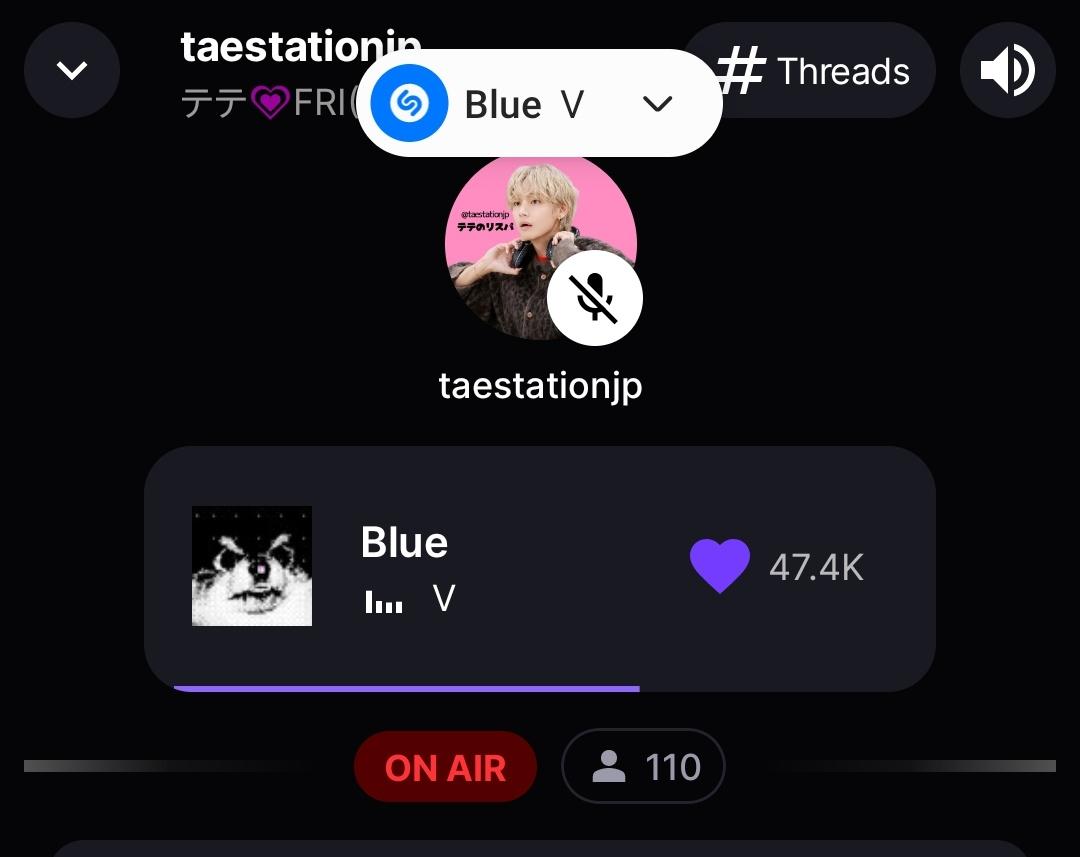 taestationjp
テテ💜FRI(
Blue V
# Threads
@taestationjp
テテのリスパ
taestationjp
Blue
V
47.4K
ON AIR
110